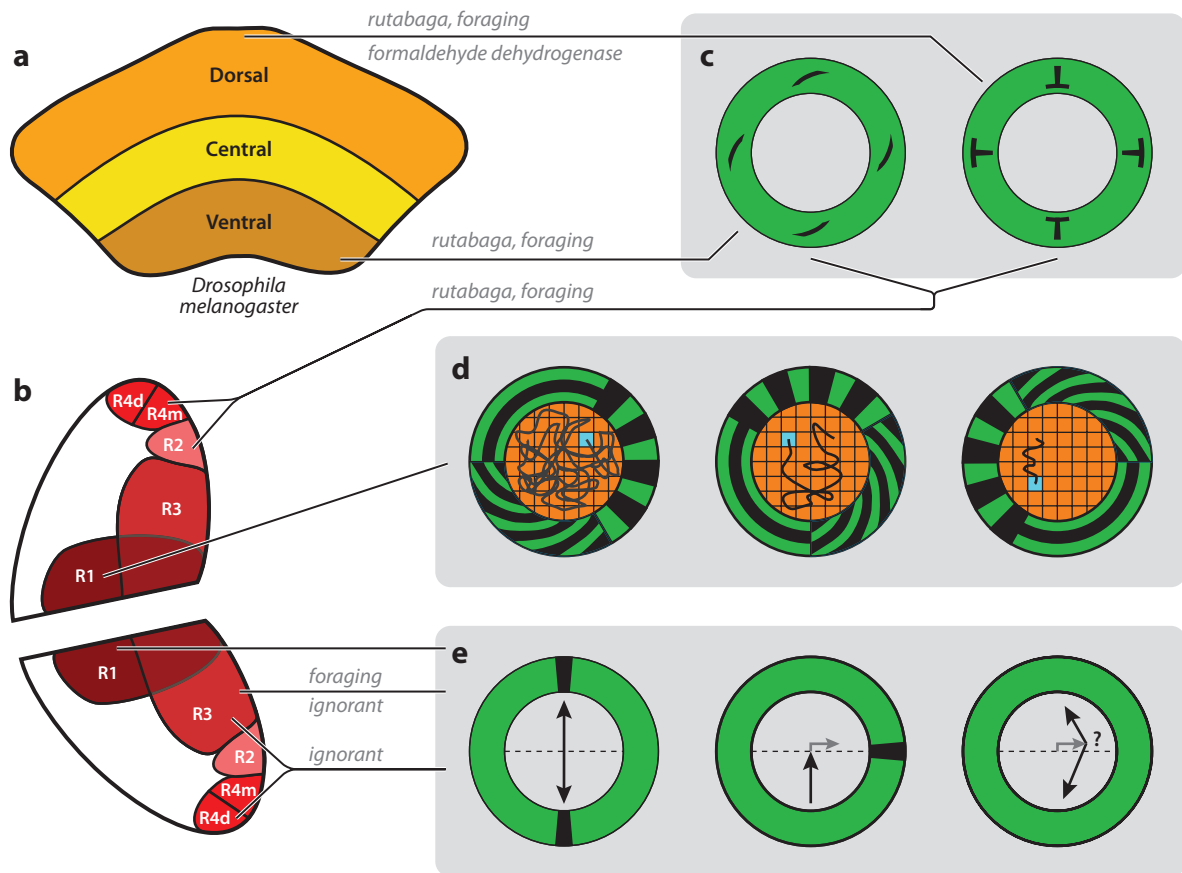 rutabaga, foraging
formaldehyde dehydrogenase
a
Dorsal
Central
Ventral
Drosophila
melanogaster
rutabaga, foraging
rutabaga, foraging
c
b
R4d
R4m
R2
R3
R1
d
R1
R3
R2
R4m
R4d
foraging
ignorant
ignorant
e
?